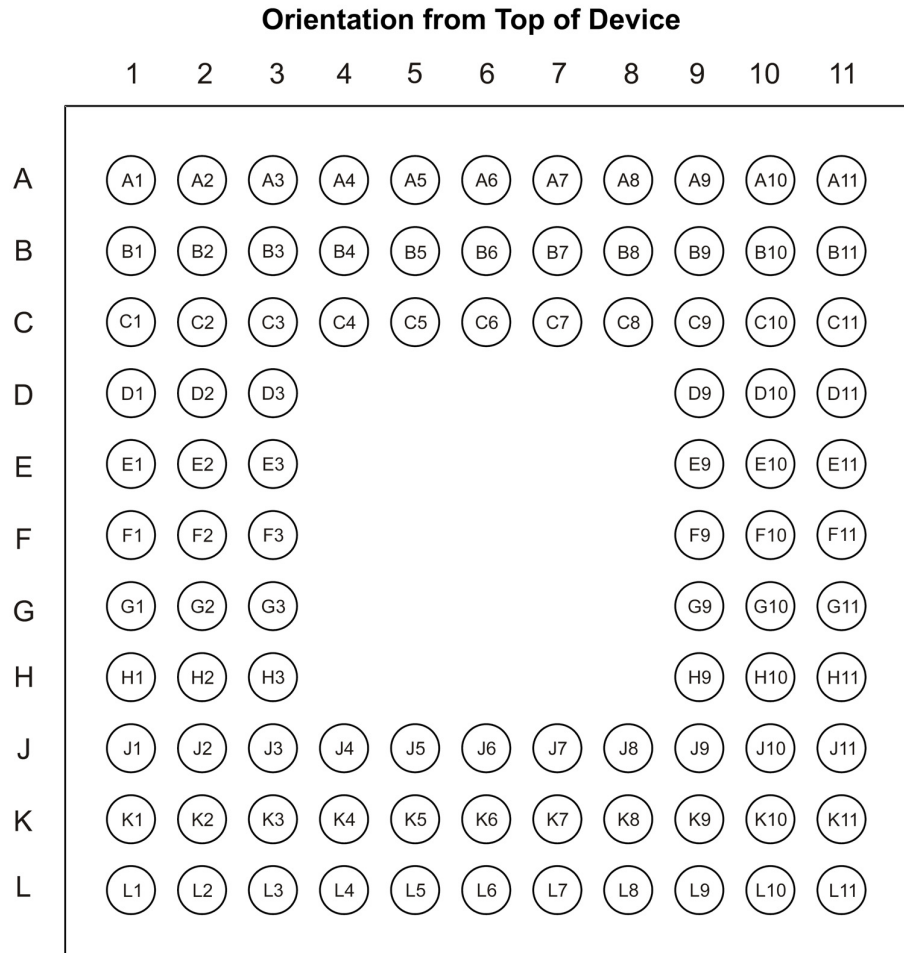 Orientation from Top of Device
1 2 3 4 5 6 7 8 9 10 11
A A1 A2 A3 A4 A5 A6 A7 A8 A9 A10 A11
B B1 B2 B3 B4 B5 B6 B7 B8 B9 B10 B11
C C1 C2 C3 C4 C5 C6 C7 C8 C9 C10 C11
D D1 D2 D3 D9 D10 D11
E E1 E2 E3 E9 E10 E11
F F1 F2 F3 F9 F10 F11
G G1 G2 G3 G9 G10 G11
H H1 H2 H3 H9 H10 H11
J J1 J2 J3 J4 J5 J6 J7 J8 J9 J10 J11
K K1 K2 K3 K4 K5 K6 K7 K8 K9 K10 K11
L L1 L2 L3 L4 L5 L6 L7 L8 L9 L10 L11